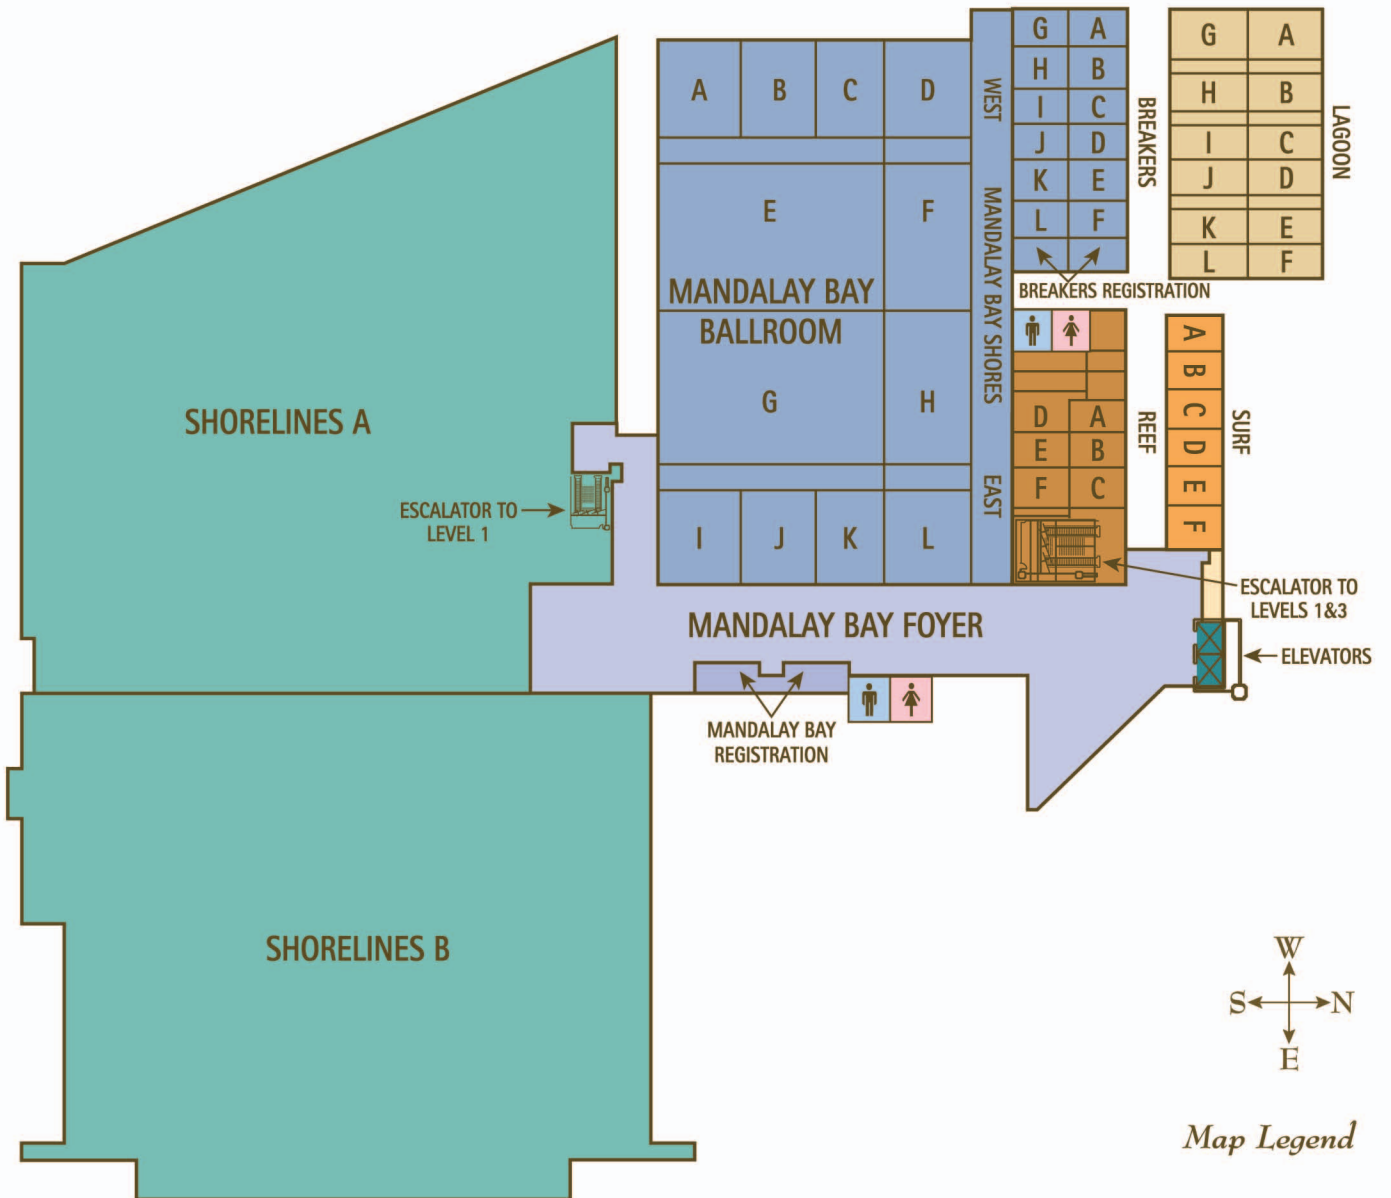 A
B
C
D
E
F
MANDALAY BAY
BALLROOM
G
H
I
J
K
L
WEST
MANDALAY BAY SHORES
EAST
G A
H B
I C
J D
K E
L F
BREAKERS
BREAKERS REGISTRATION
G A
H B
I C
J D
K E
L F
LAGOON
D A
E B
F C
REEF
A
B
C
D
E
F
SURF
SHORELINES A
ESCALATOR TO
LEVEL 1
ESCALATOR TO
LEVELS 1&3
MANDALAY BAY FOYER
ELEVATORS
MANDALAY BAY
REGISTRATION
SHORELINES B
W
S N
E
Map Legend